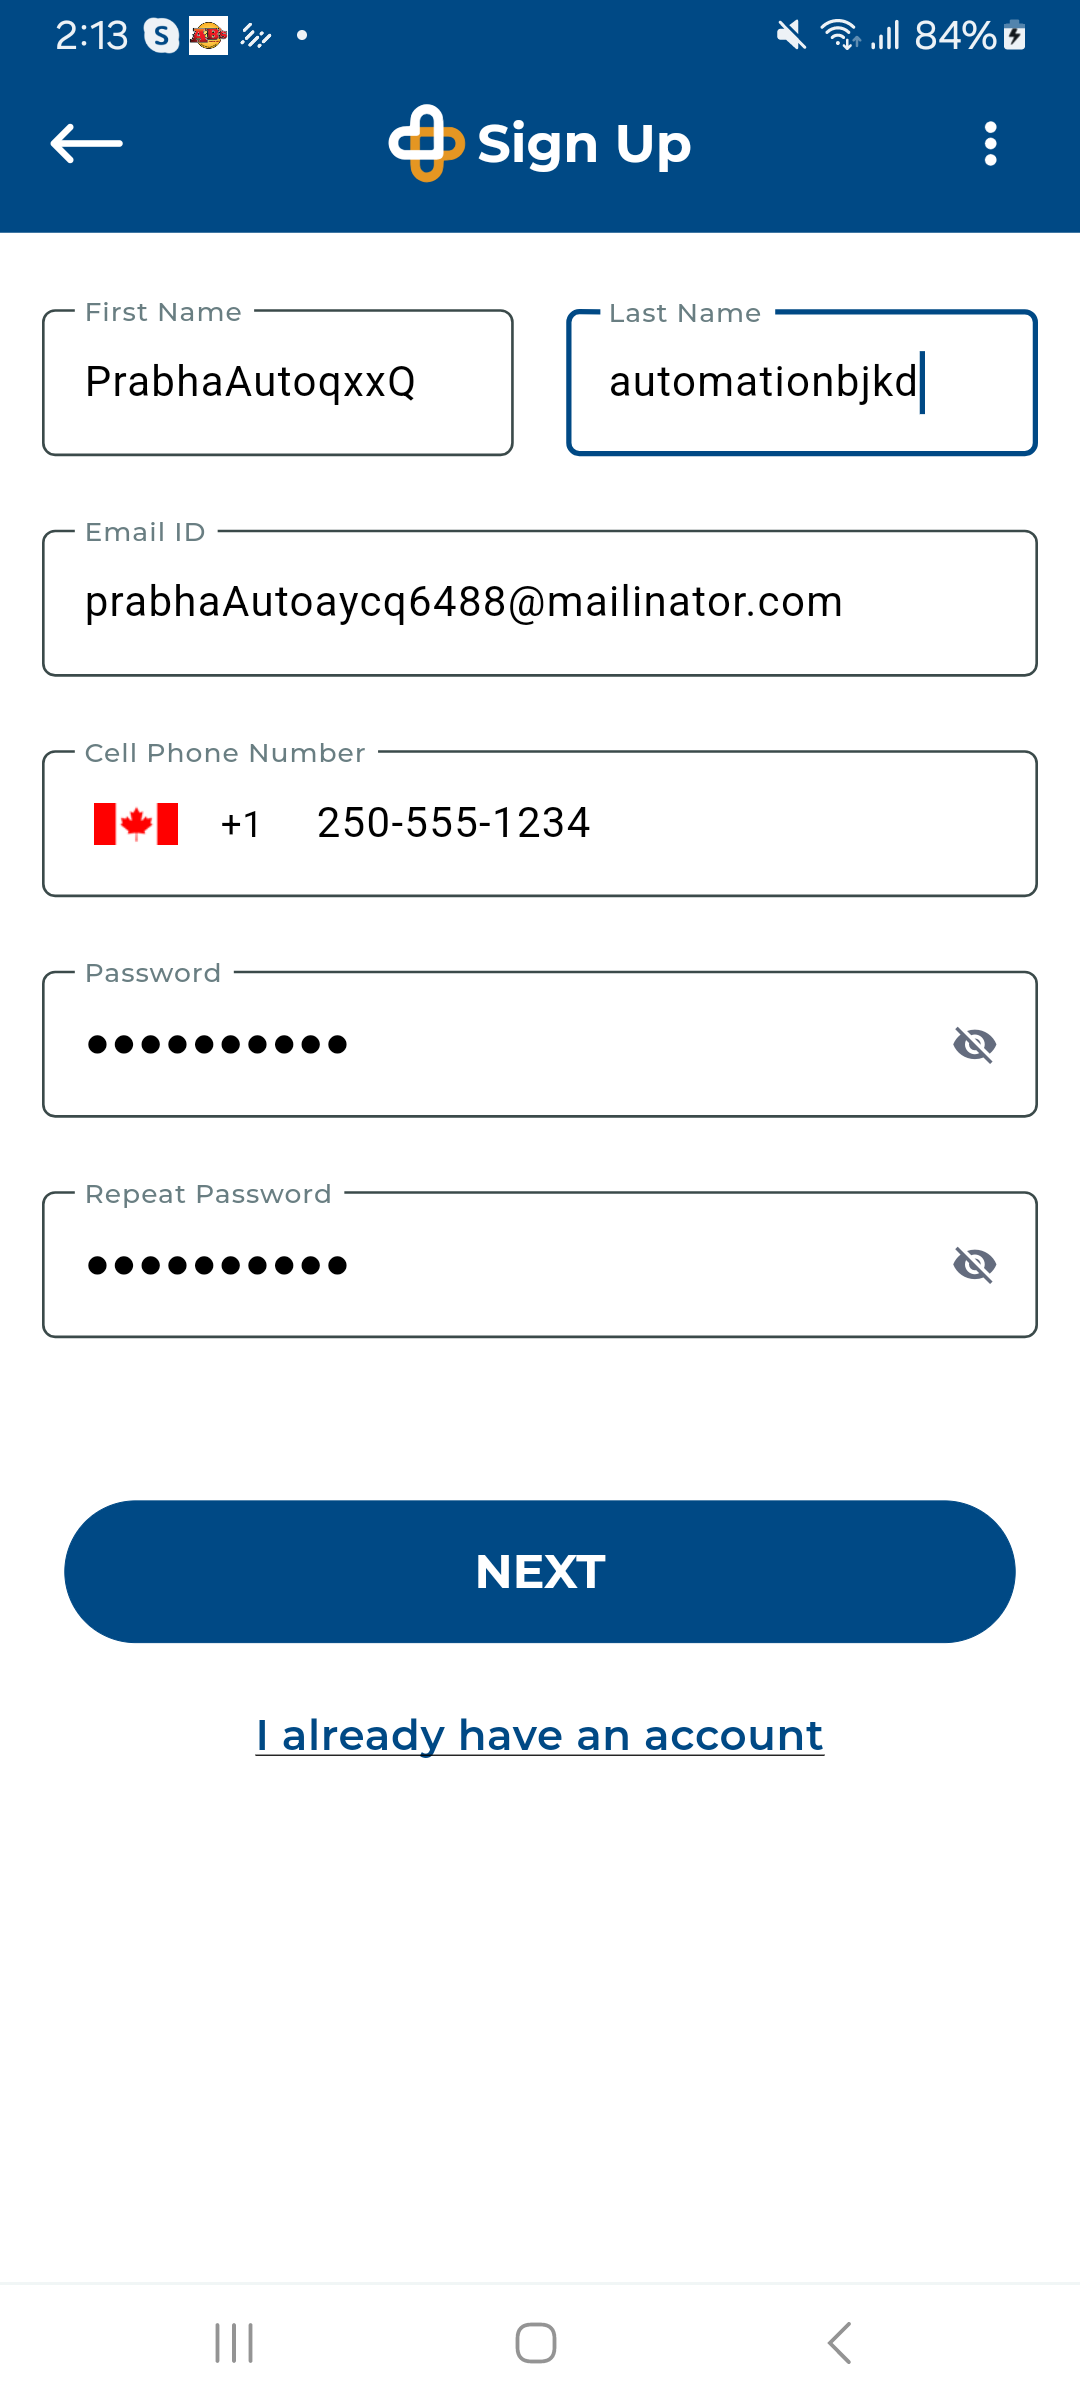 2:13 S AB's 84%
Sign Up
First Name Last Name
PrabhaAutoqxxQ automationbjkd
Email ID
prabhaAutoaycq6488@mailinator.com
Cell Phone Number
+1 250-555-1234
Password
••••••••••
Repeat Password
••••••••••
NEXT
I already have an account